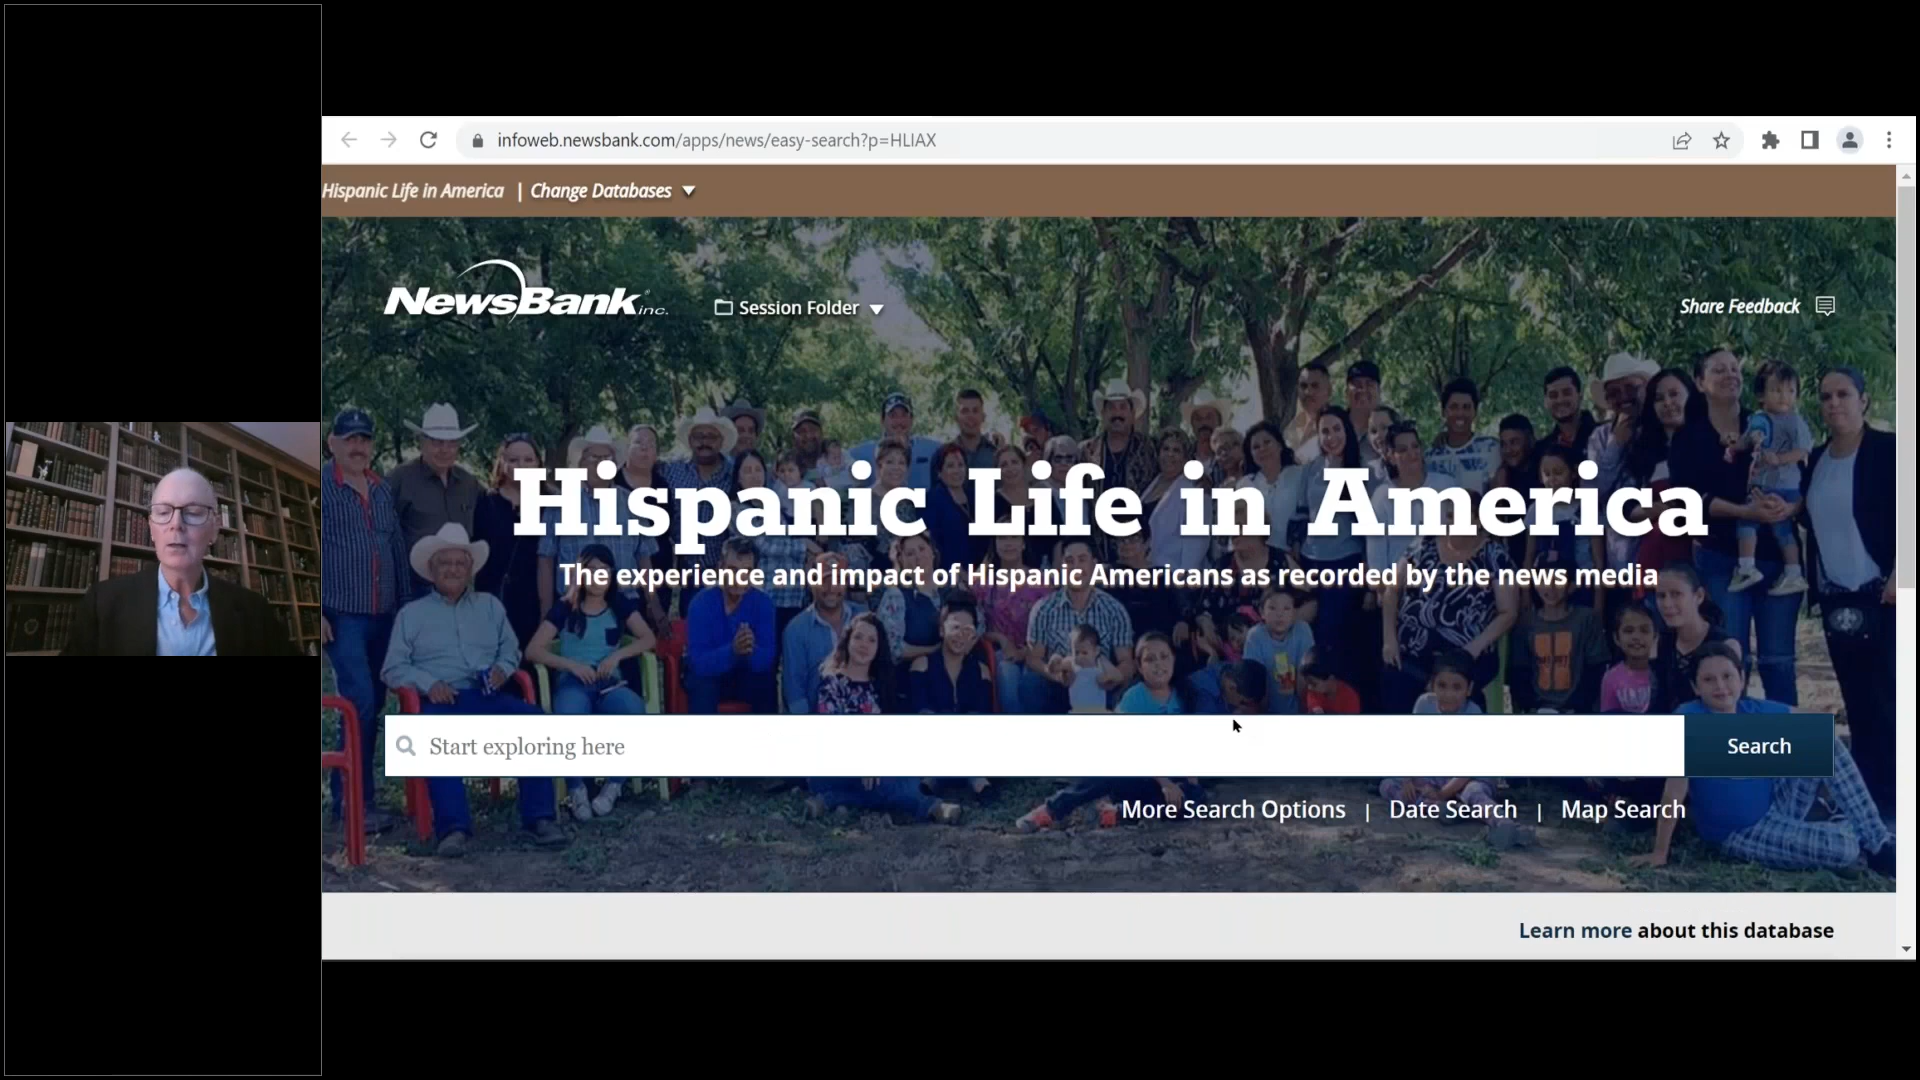 infoweb.newsbank.com/apps/news/easy-search?p=HLIAX
Hispanic Life in America | Change Databases
NewsBank inc.
Session Folder
Share Feedback
Hispanic Life in America
The experience and impact of Hispanic Americans as recorded by the news media
Start exploring here
Search
More Search Options | Date Search | Map Search
Learn more about this database